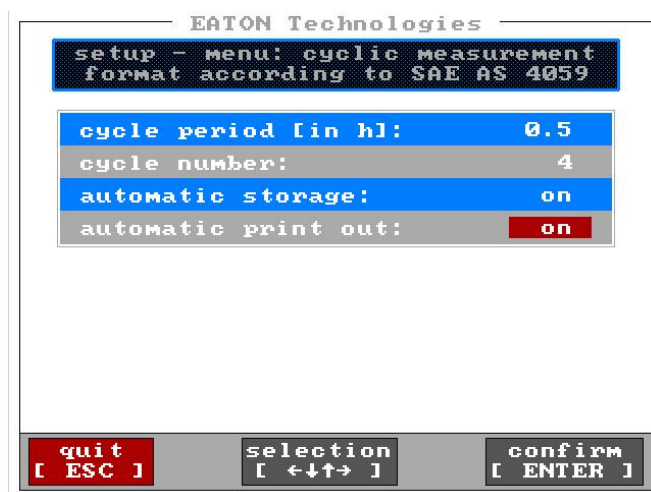 EATON Technologies
setup - menu: cyclic measurement
format according to SAE AS 4059
cycle period [in h]: 0.5
cycle number: 4
automatic storage: on
automatic print out: on
quit
[ ESC ]
selection
[ ←↓↑→ ]
confirm
[ ENTER ]